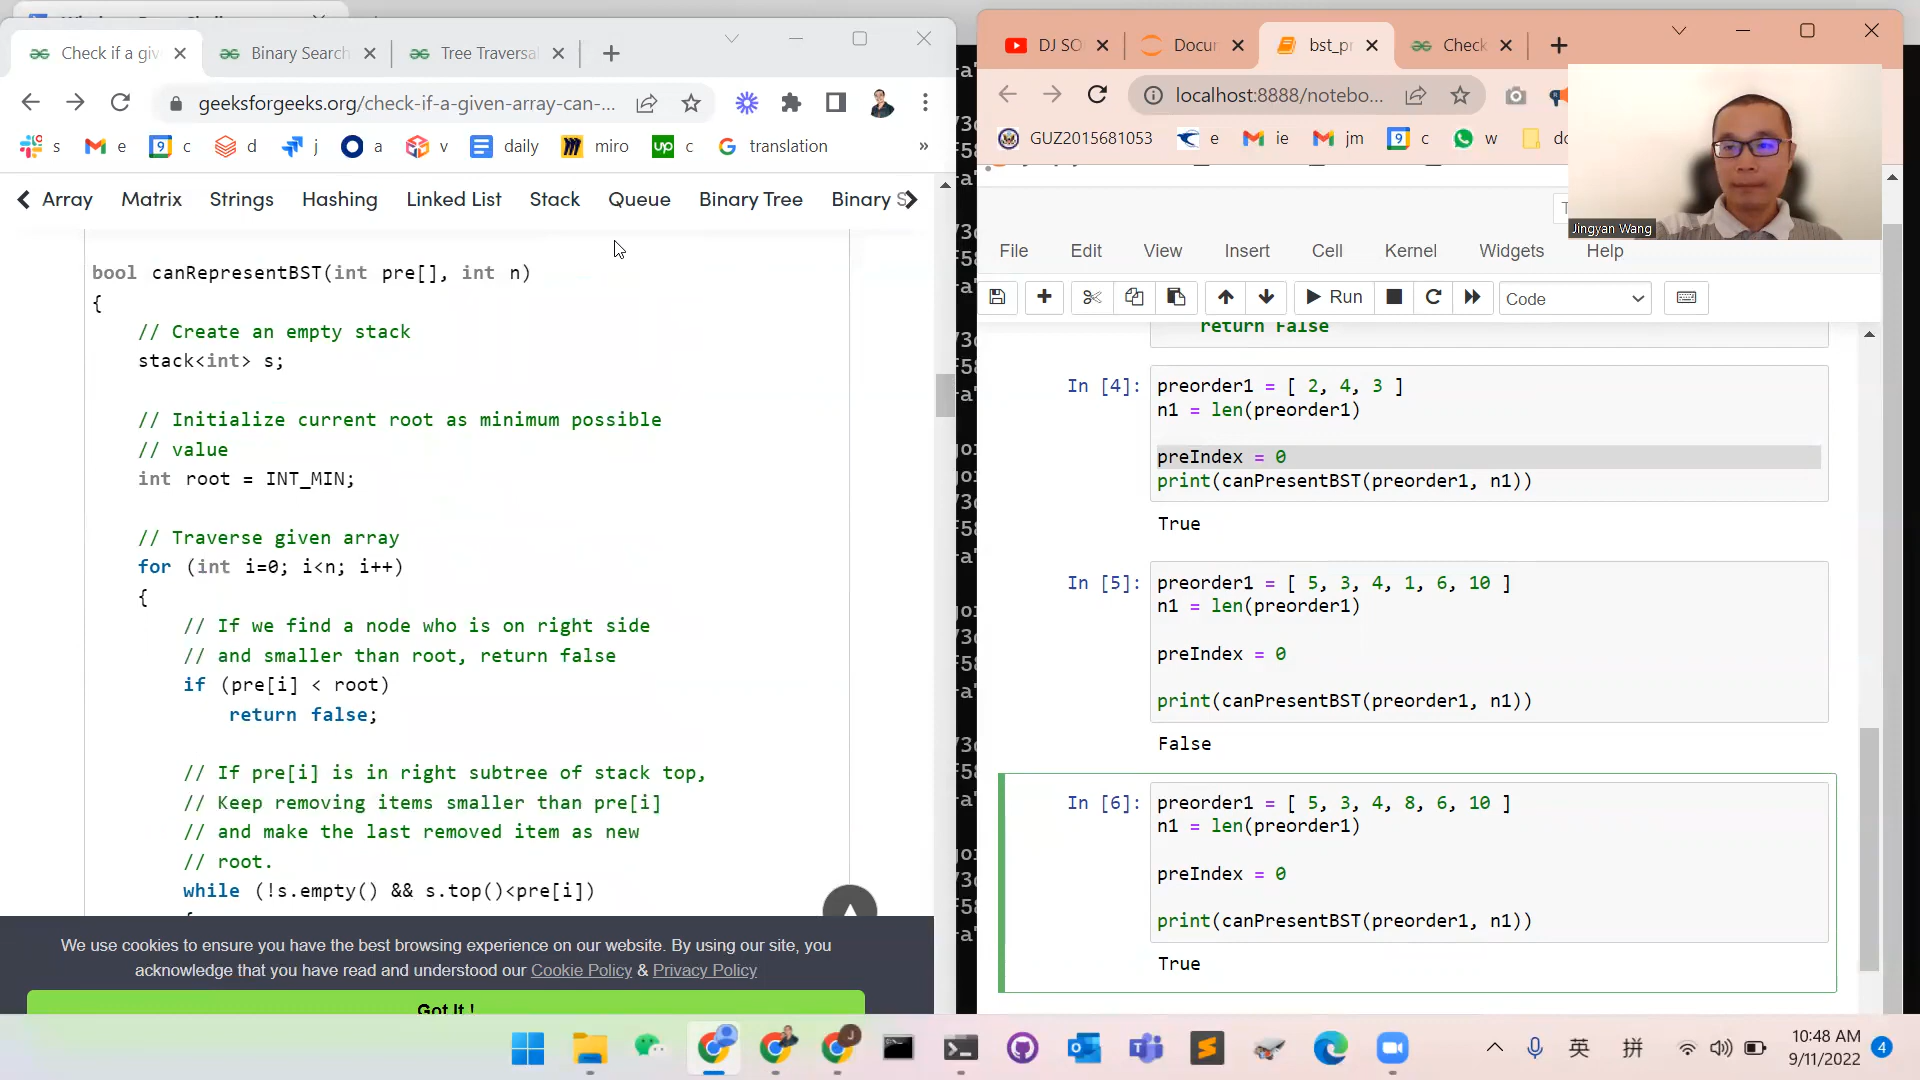 Check if a giv
Binary Search
Tree Traversa
geeksforgeeks.org/check-if-a-given-array-can-...
s
e
c
d
j
a
v
daily
miro
up
c
translation
»
Array
Matrix
Strings
Hashing
Linked List
Stack
Queue
Binary Tree
Binary S
bool canRepresentBST(int pre[], int n)
{
// Create an empty stack
stack<int> s;
// Initialize current root as minimum possible
// value
int root = INT_MIN;
// Traverse given array
for (int i=0; i<n; i++)
{
// If we find a node who is on right side
// and smaller than root, return false
if (pre[i] < root)
return false;
// If pre[i] is in right subtree of stack top,
// Keep removing items smaller than pre[i]
// and make the last removed item as new
// root.
while (!s.empty() && s.top()<pre[i])
{
We use cookies to ensure you have the best browsing experience on our website. By using our site, you
acknowledge that you have read and understood our Cookie Policy & Privacy Policy
Got It !
DJ SO
Docur
bst_pr
Check
localhost:8888/notebo...
GUZ2015681053
e
ie
jm
c
w
Jingyan Wang
File
Edit
View
Insert
Cell
Kernel
Widgets
Help
Run
Code
return False
In [4]:
preorder1 = [ 2, 4, 3 ]
n1 = len(preorder1)
preIndex = 0
print(canPresentBST(preorder1, n1))
True
In [5]:
preorder1 = [ 5, 3, 4, 1, 6, 10 ]
n1 = len(preorder1)
preIndex = 0
print(canPresentBST(preorder1, n1))
False
In [6]:
preorder1 = [ 5, 3, 4, 8, 6, 10 ]
n1 = len(preorder1)
preIndex = 0
print(canPresentBST(preorder1, n1))
True
英
拼
10:48 AM
9/11/2022
4